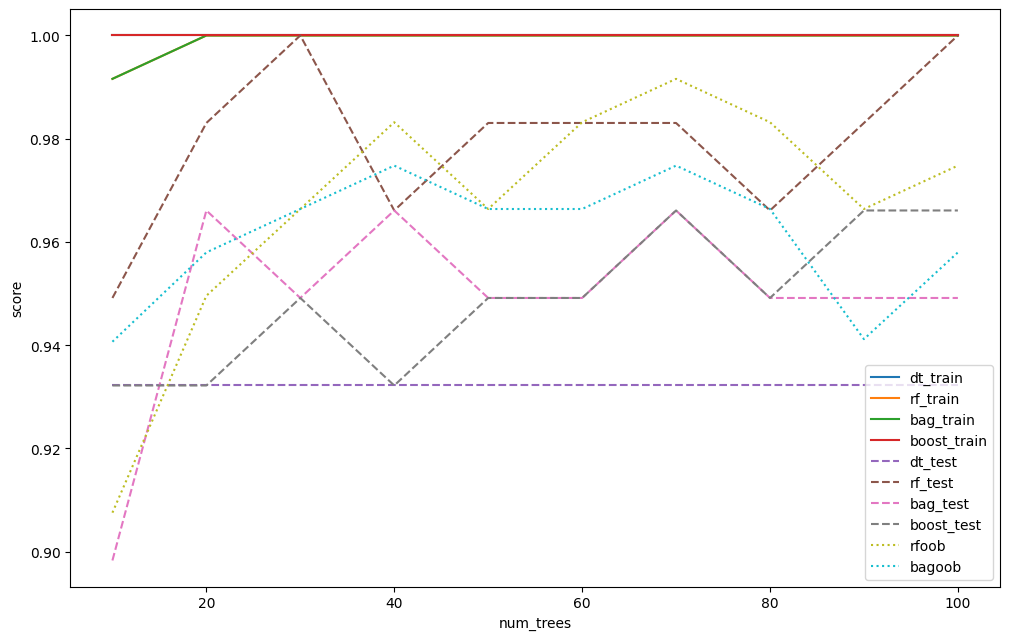 1.00
0.98
0.96
0.94
0.92
0.90
score
20
40
60
80
100
num_trees
dt_train
rf_train
bag_train
boost_train
dt_test
rf_test
bag_test
boost_test
rfoob
bagoob